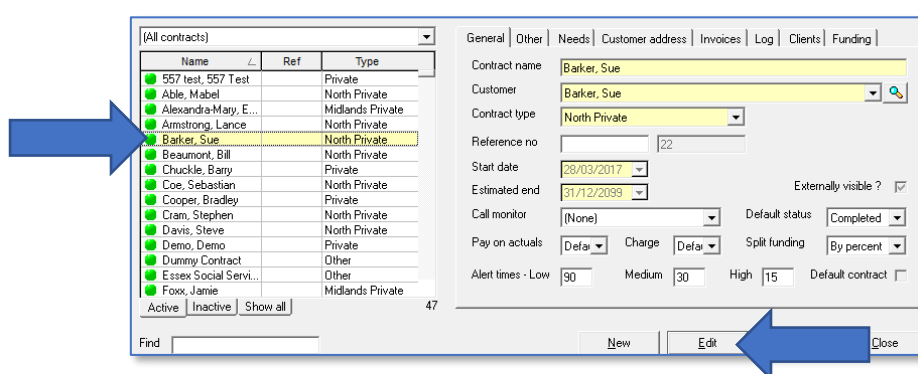 (All contracts)
Name Ref Type
557 test, 557 Test Private
Able, Mabel North Private
Alexandra-Mary, E... Midlands Private
Armstrong, Lance North Private
Barker, Sue North Private
Beaumont, Bill North Private
Chuckle, Barry Private
Coe, Sebastian North Private
Cooper, Bradley Private
Cram, Stephen North Private
Davis, Steve North Private
Demo, Demo Private
Dummy Contract Other
Essex Social Servi... Other
Foxx, Jamie Midlands Private
Active Inactive Show all 47
Find
General Other Needs Customer address Invoices Log Clients Funding
Contract name Barker, Sue
Customer Barker, Sue
Contract type North Private
Reference no 22
Start date 28/03/2017
Estimated end 31/12/2099 Externally visible ?
Call monitor (None) Default status Completed
Pay on actuals Defau Charge Defau Split funding By percent
Alert times - Low 90 Medium 30 High 15 Default contract
New Edit Close